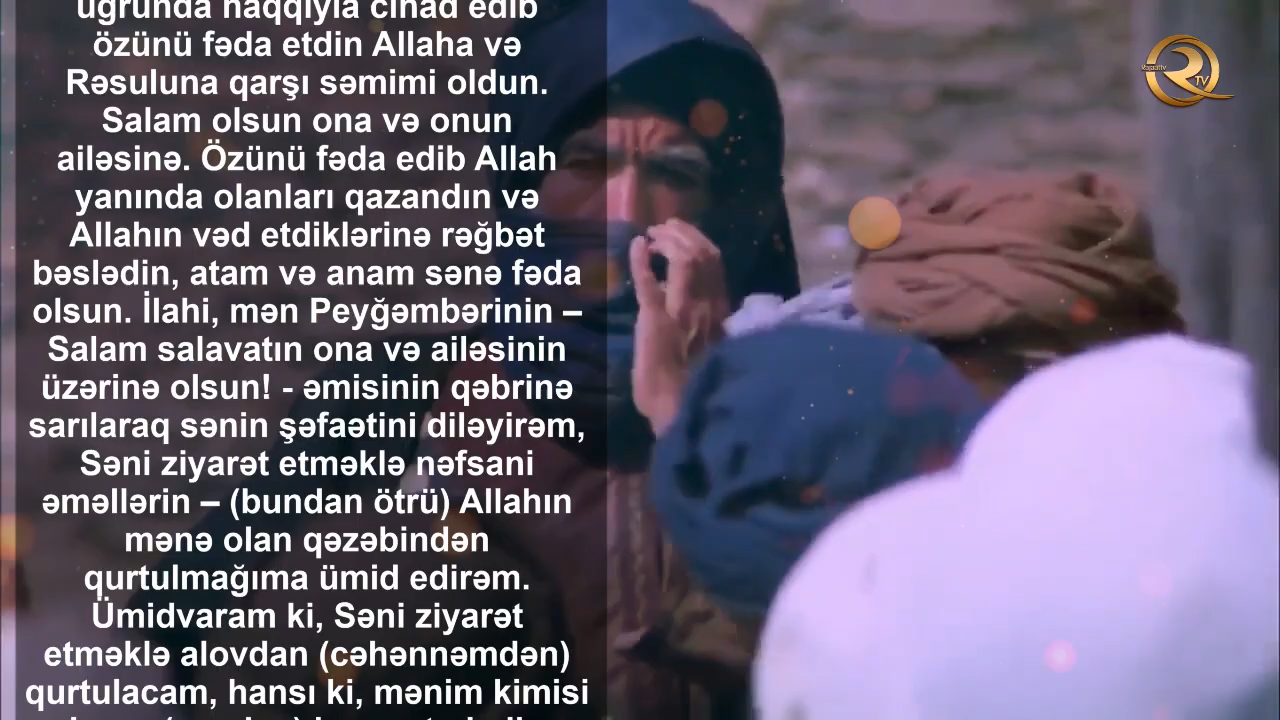 uğrunda haqqıyla cihad edib
özünü fəda etdin Allaha və
Rəsuluna qarşı səmimi oldun.
Salam olsun ona və onun
ailəsinə. Özünü fəda edib Allah
yanında olanları qazandın və
Allahın vəd etdiklərinə rəğbət
bəslədin, atam və anam sənə fəda
olsun. İlahi, mən Peyğəmbərinin –
Salam salavatın ona və ailəsinin
üzərinə olsun! - əmisinin qəbrinə
sarılaraq sənin şəfaətini diləyirəm,
Səni ziyarət etməklə nəfsani
əməllərin – (bundan ötrü) Allahın
mənə olan qəzəbindən
qurtulmağıma ümid edirəm.
Ümidvaram ki, Səni ziyarət
etməklə alovdan (cəhənnəmdən)
qurtulacam, hansı ki, mənim kimisi
TV